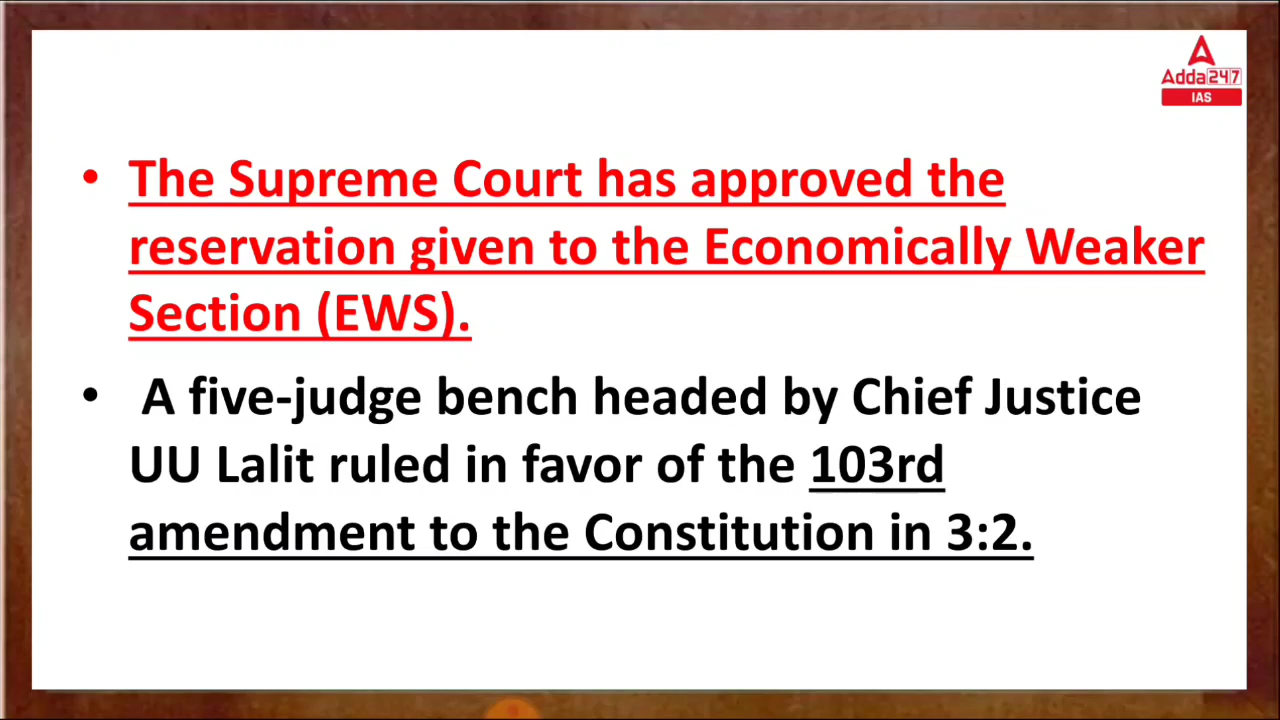 Adda247
IAS
• The Supreme Court has approved the
reservation given to the Economically Weaker
Section (EWS).
• A five-judge bench headed by Chief Justice
UU Lalit ruled in favor of the 103rd
amendment to the Constitution in 3:2.